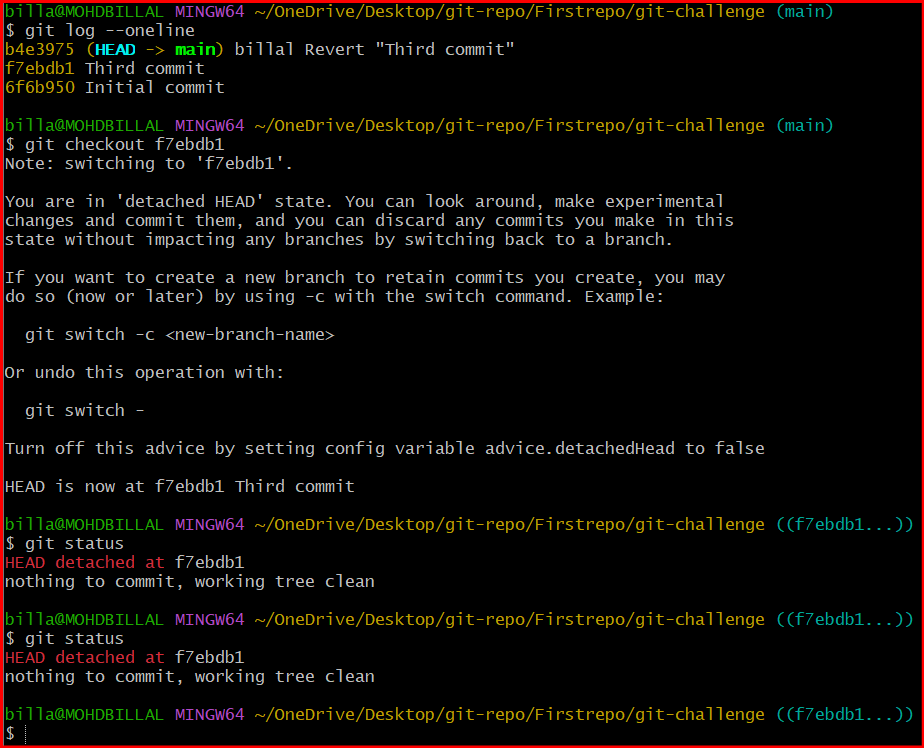 billa@MOHDBILLAL MINGW64 ~/OneDrive/Desktop/git-repo/Firstrepo/git-challenge (main)
$ git log --oneline
b4e3975 (HEAD -> main) billal Revert "Third commit"
f7ebdb1 Third commit
6f6b950 Initial commit
billa@MOHDBILLAL MINGW64 ~/OneDrive/Desktop/git-repo/Firstrepo/git-challenge (main)
$ git checkout f7ebdb1
Note: switching to 'f7ebdb1'.
You are in 'detached HEAD' state. You can look around, make experimental
changes and commit them, and you can discard any commits you make in this
state without impacting any branches by switching back to a branch.
If you want to create a new branch to retain commits you create, you may
do so (now or later) by using -c with the switch command. Example:
git switch -c <new-branch-name>
Or undo this operation with:
git switch -
Turn off this advice by setting config variable advice.detachedHead to false
HEAD is now at f7ebdb1 Third commit
billa@MOHDBILLAL MINGW64 ~/OneDrive/Desktop/git-repo/Firstrepo/git-challenge ((f7ebdb1...))
$ git status
HEAD detached at f7ebdb1
nothing to commit, working tree clean
billa@MOHDBILLAL MINGW64 ~/OneDrive/Desktop/git-repo/Firstrepo/git-challenge ((f7ebdb1...))
$ git status
HEAD detached at f7ebdb1
nothing to commit, working tree clean
billa@MOHDBILLAL MINGW64 ~/OneDrive/Desktop/git-repo/Firstrepo/git-challenge ((f7ebdb1...))
$